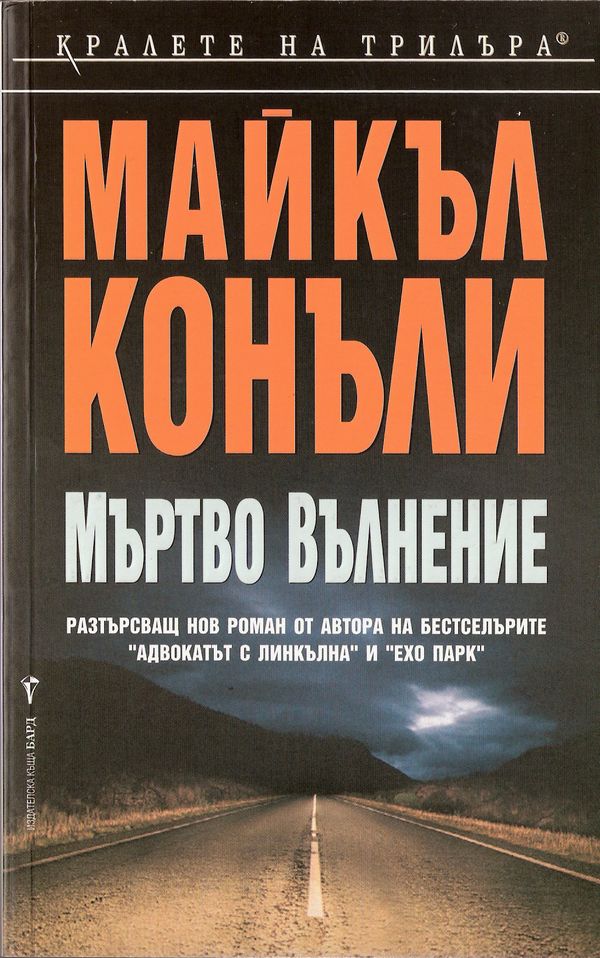 КРАЛЕТЕ НА ТРИЛЪРА®
МАЙКЪЛ
КОНЪЛИ
МЪРТВО ВЪЛНЕНИЕ
РАЗТЪРСВАЩ НОВ РОМАН ОТ АВТОРА НА БЕСТСЕЛЪРИТЕ
"АДВОКАТЪТ С ЛИНКЪЛНА" И "ЕХО ПАРК"
ИЗДАТЕЛСКА КЪЩА БАРД